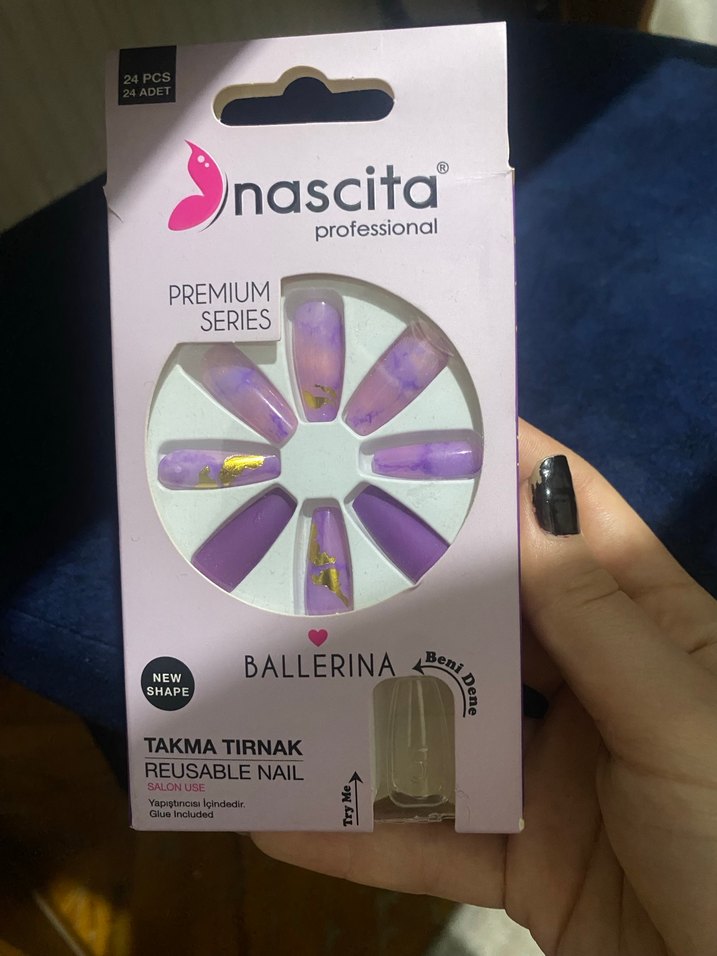 24 PCS
24 ADET
nascita®
professional
PREMIUM
SERIES
BALLERINA
Beni Dene
NEW
SHAPE
TAKMA TIRNAK
REUSABLE NAIL
SALON USE
Yapıştırıcısı İçindedir.
Glue Included
Try Me